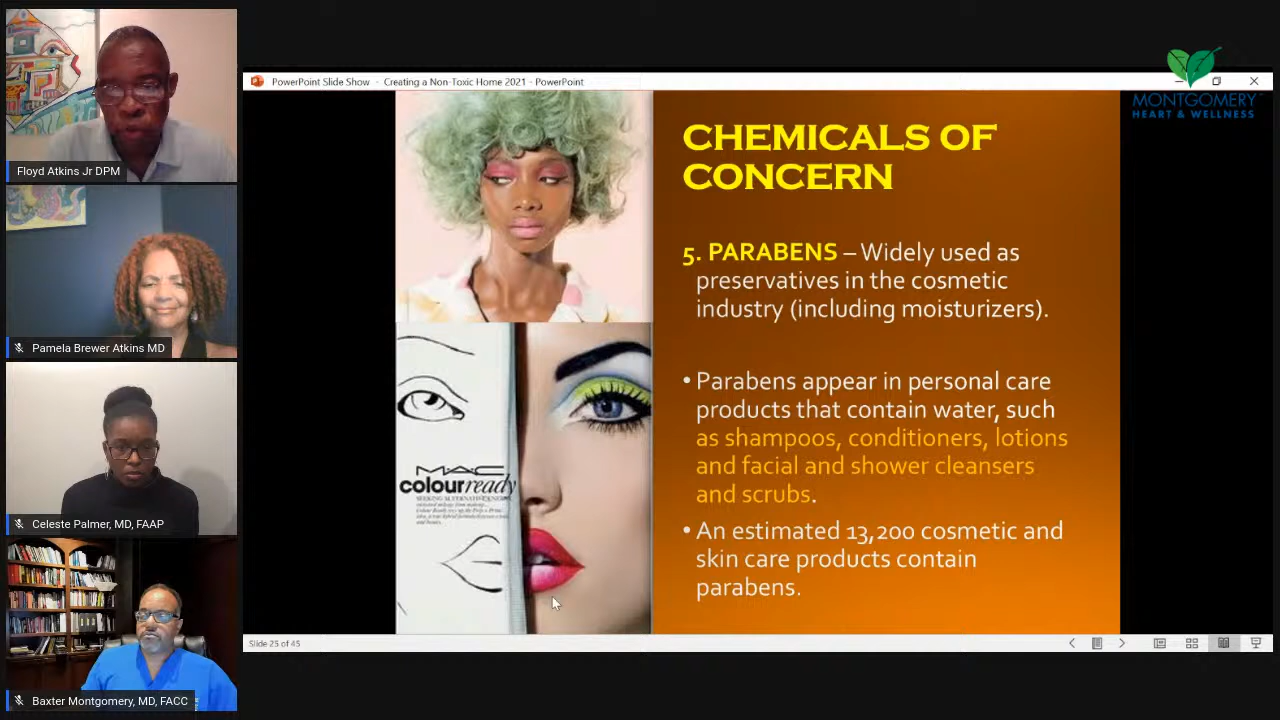 PowerPoint Slide Show - Creating a Non-Toxic Home 2021 - PowerPoint
MONTGOMERY
HEART & WELLNESS
Floyd Atkins Jr DPM
Pamela Brewer Atkins MD
Celeste Palmer, MD, FAAP
Baxter Montgomery, MD, FACC
MAC
colourready
CHEMICALS OF
CONCERN
5. PARABENS – Widely used as
preservatives in the cosmetic
industry (including moisturizers).
• Parabens appear in personal care
products that contain water, such
as shampoos, conditioners, lotions
and facial and shower cleansers
and scrubs.
• An estimated 13,200 cosmetic and
skin care products contain
parabens.
Slide 25 of 45